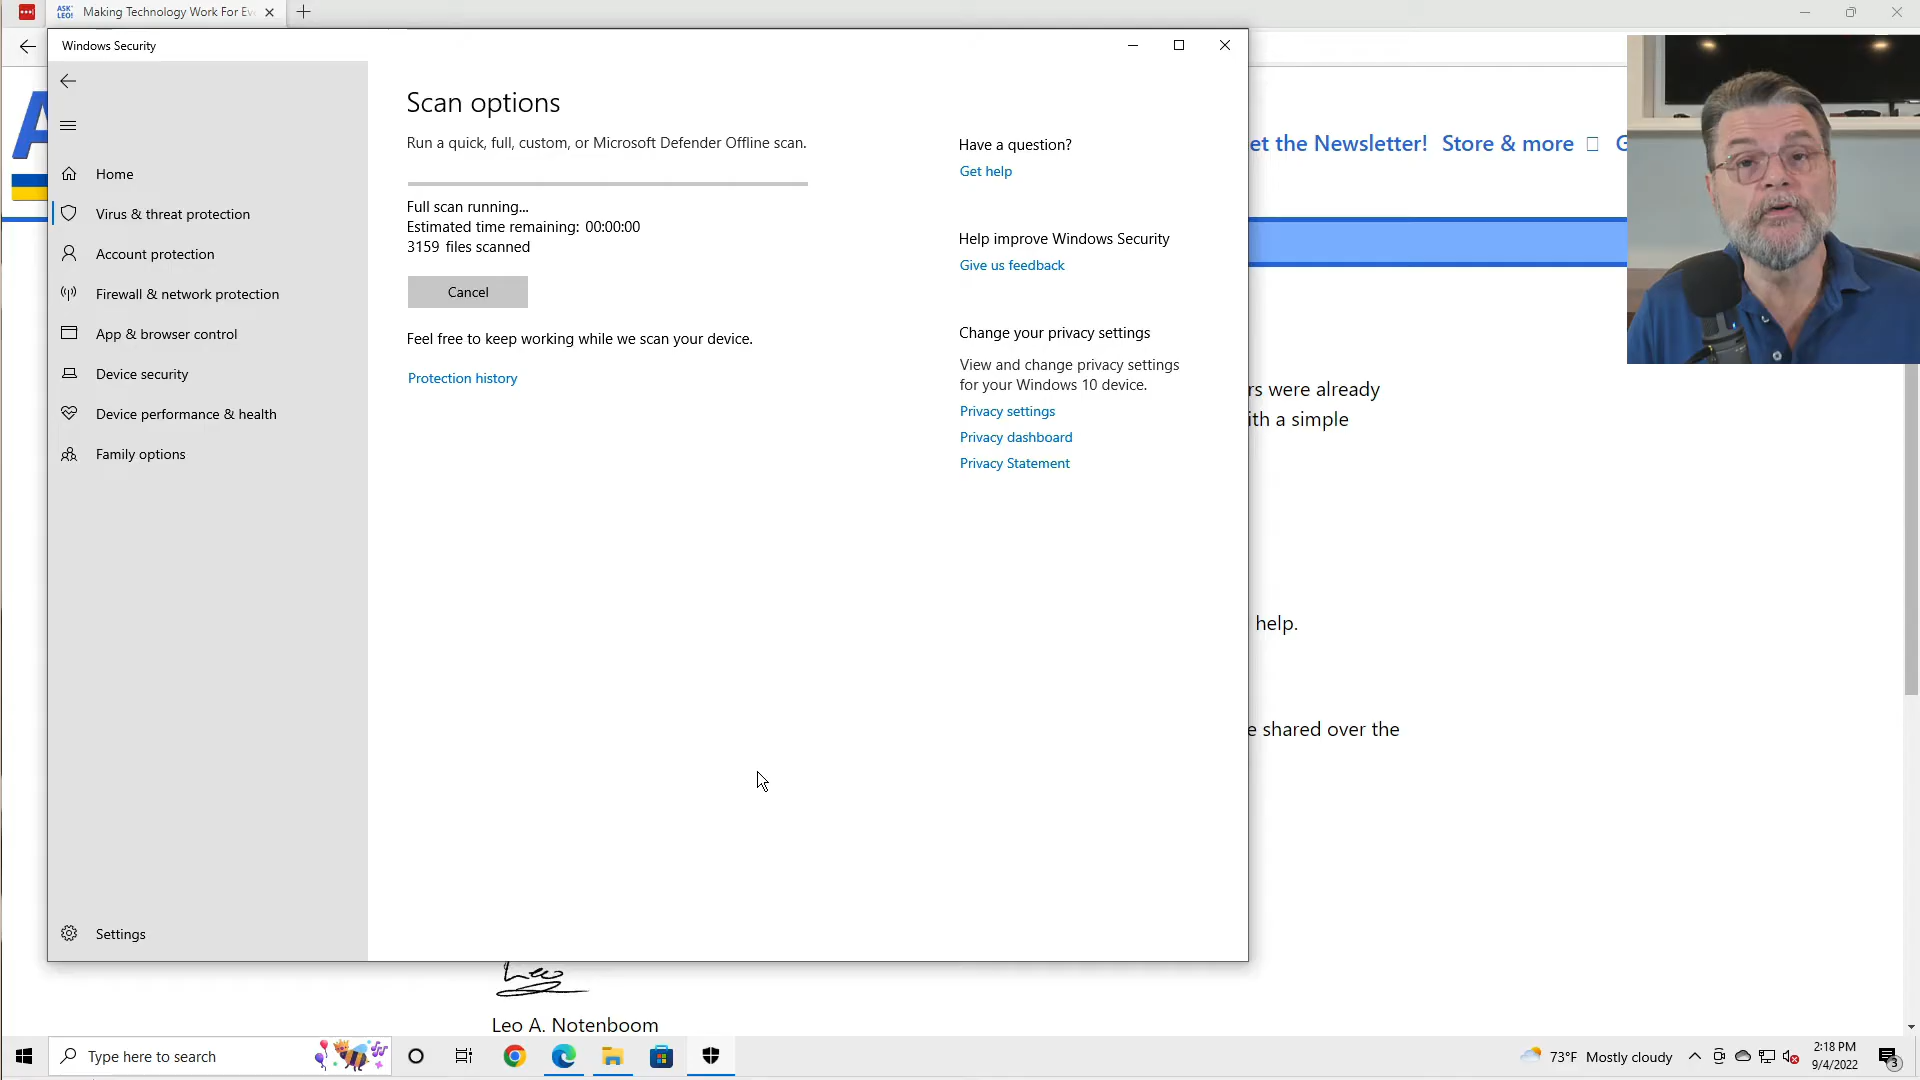 ASK LEO!
Making Technology Work For Ev
Windows Security
Scan options
Run a quick, full, custom, or Microsoft Defender Offline scan.
Full scan running...
Estimated time remaining: 00:00:00
3159 files scanned
Cancel
Feel free to keep working while we scan your device.
Protection history
Home
Virus & threat protection
Account protection
Firewall & network protection
App & browser control
Device security
Device performance & health
Family options
Settings
Have a question?
Get help
Help improve Windows Security
Give us feedback
Change your privacy settings
View and change privacy settings
for your Windows 10 device.
Privacy settings
Privacy dashboard
Privacy Statement
A
et the Newsletter! Store & more G
rs were already
ith a simple
help.
e shared over the
Leo
Leo A. Notenboom
Type here to search
73°F Mostly cloudy
2:18 PM
9/4/2022
3